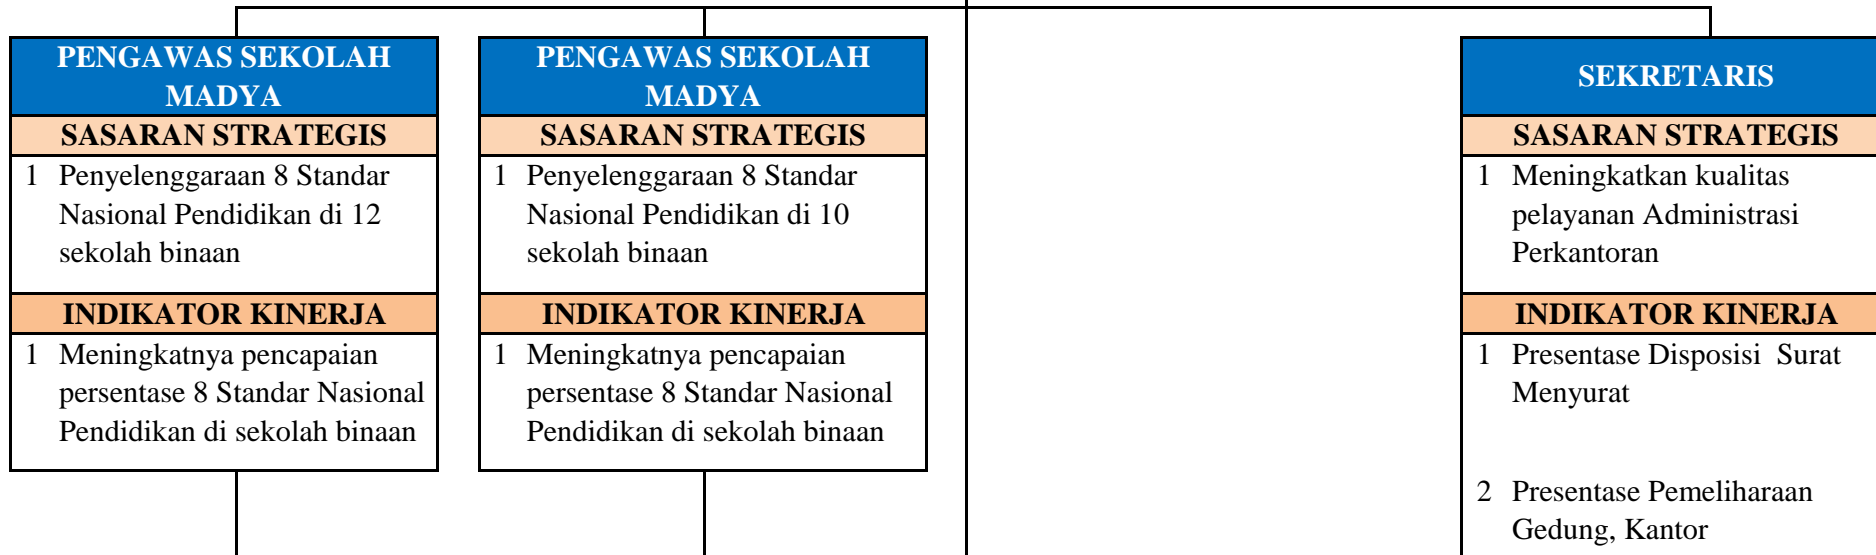 PENGAWAS SEKOLAH
MADYA
SASARAN STRATEGIS
1 Penyelenggaraan 8 Standar
Nasional Pendidikan di 12
sekolah binaan
INDIKATOR KINERJA
1 Meningkatnya pencapaian
persentase 8 Standar Nasional
Pendidikan di sekolah binaan
PENGAWAS SEKOLAH
MADYA
SASARAN STRATEGIS
1 Penyelenggaraan 8 Standar
Nasional Pendidikan di 10
sekolah binaan
INDIKATOR KINERJA
1 Meningkatnya pencapaian
persentase 8 Standar Nasional
Pendidikan di sekolah binaan
SEKRETARIS
SASARAN STRATEGIS
1 Meningkatkan kualitas
pelayanan Administrasi
Perkantoran
INDIKATOR KINERJA
1 Presentase Disposisi Surat
Menyurat
2 Presentase Pemeliharaan
Gedung, Kantor